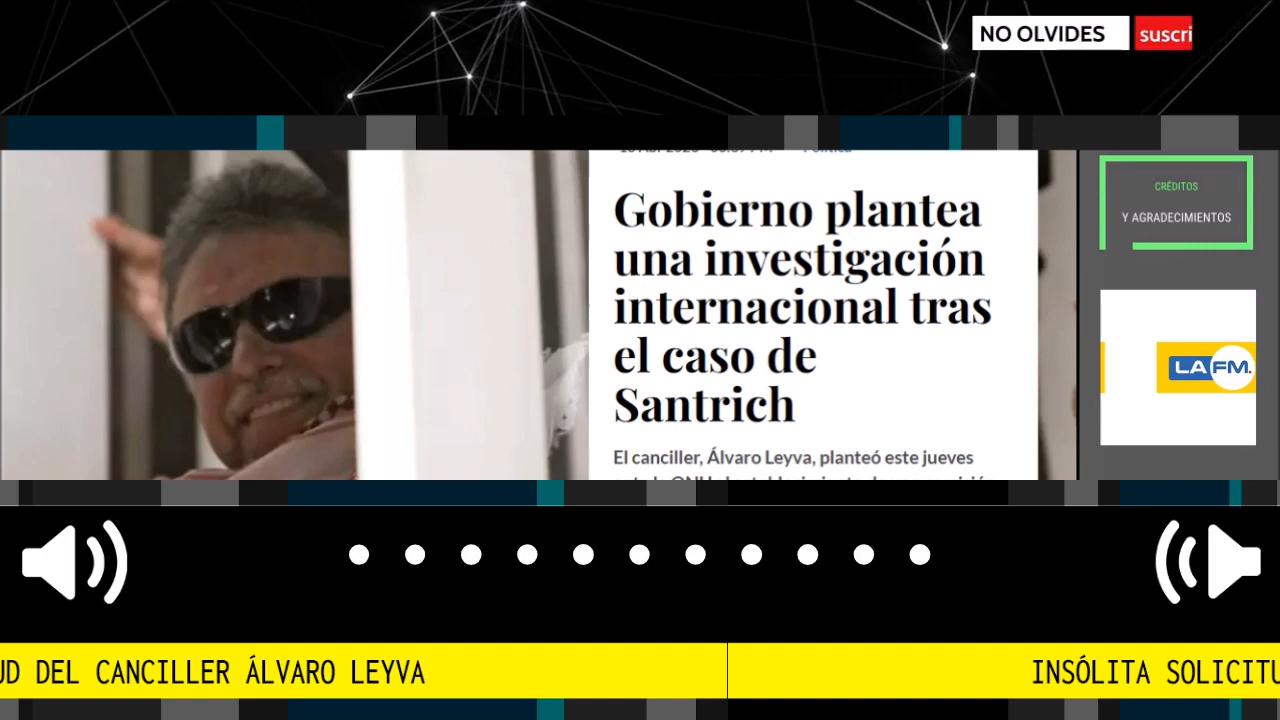 NO OLVIDES
suscri
CRÉDITOS
Y AGRADECIMIENTOS
Gobierno plantea
una investigación
internacional tras
el caso de
Santrich
El canciller, Álvaro Leyva, planteó este jueves
LA FM.
UD DEL CANCILLER ÁLVARO LEYVA
INSÓLITA SOLICITU